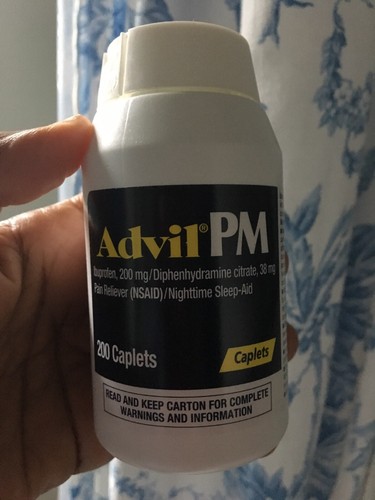 Advil® PM
Ibuprofen, 200 mg/Diphenhydramine citrate, 38 mg
Pain Reliever (NSAID)/Nighttime Sleep-Aid
200 Caplets
Caplets
READ AND KEEP CARTON FOR COMPLETE
WARNINGS AND INFORMATION